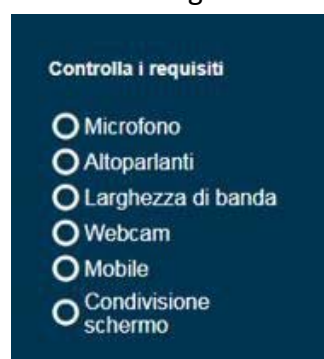 Controlla i requisiti
Microfono
Altoparlanti
Larghezza di banda
Webcam
Mobile
Condivisione
schermo